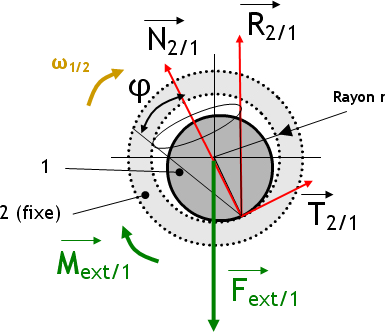 N2/1
R2/1
ω1/2
φ
Rayon r
1
2 (fixe)
T2/1
Mext/1
Fext/1